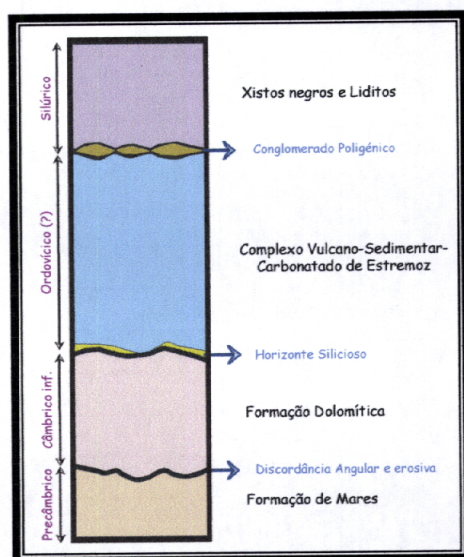 Silúrico
Xistos negros e Liditos
Conglomerado Poligénico
Ordovícico (?)
Complexo Vulcano-Sedimentar-
Carbonatado de Estremoz
Horizonte Silicioso
Câmbrico inf.
Formação Dolomítica
Discordância Angular e erosiva
Precâmbrico
Formação de Mares